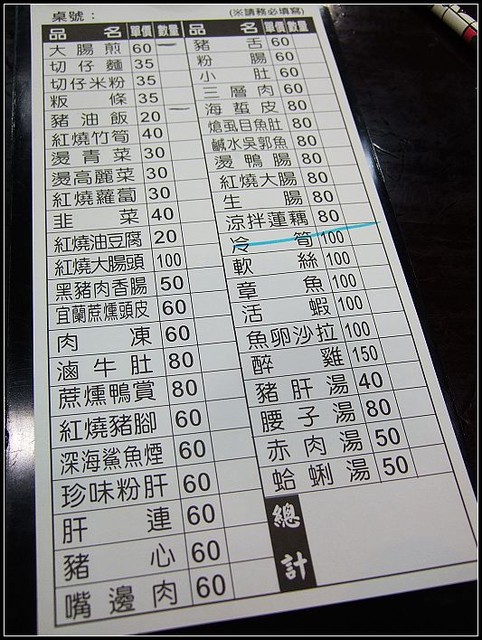 桌號： (※請務必填寫)
品名 單價 數量
大腸煎 60 一
切仔麵 35
切仔米粉 35
粄條 35
豬油飯 20 一
紅燒竹筍 40
燙青菜 30
燙高麗菜 30
紅燒蘿蔔 30
韭菜 40
紅燒油豆腐 20
紅燒大腸頭 100
黑豬肉香腸 50
宜蘭蔗燻頭皮 60
肉凍 60
滷牛肚 80
蔗燻鴨賞 80
紅燒豬腳 60
深海鯊魚煙 60
珍味粉肝 60
肝連 60
豬心 60
嘴邊肉 60
品名 單價 數量
豬舌 60
粉腸 60
小肚 60
三層肉 60
海蜇皮 80
熗虱目魚肚 80
鹹水吳郭魚 80
燙鴨腸 80
紅燒大腸 80
生腸 80
涼拌蓮藕 80
冷筍 100
軟絲 100
章魚 100
活蝦 100
魚卵沙拉 100
醉雞 150
豬肝湯 40
腰子湯 80
赤肉湯 50
蛤蜊湯 50
總計